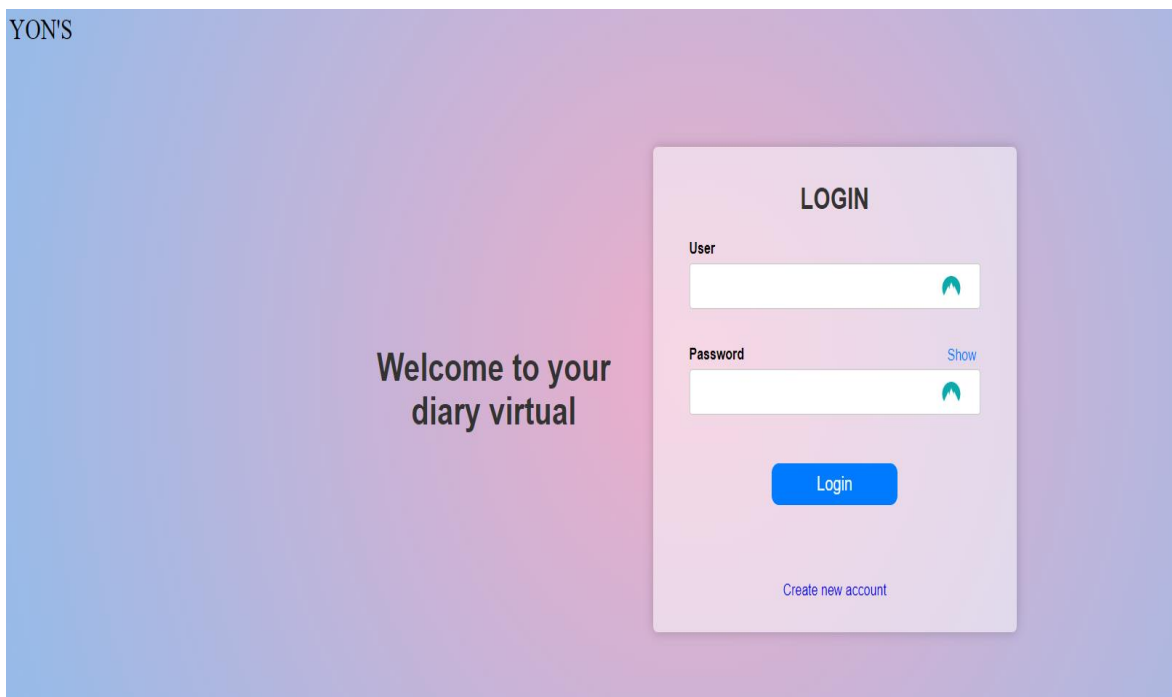 YON'S
Welcome to your
diary virtual
LOGIN
User
Password
Show
Login
Create new account